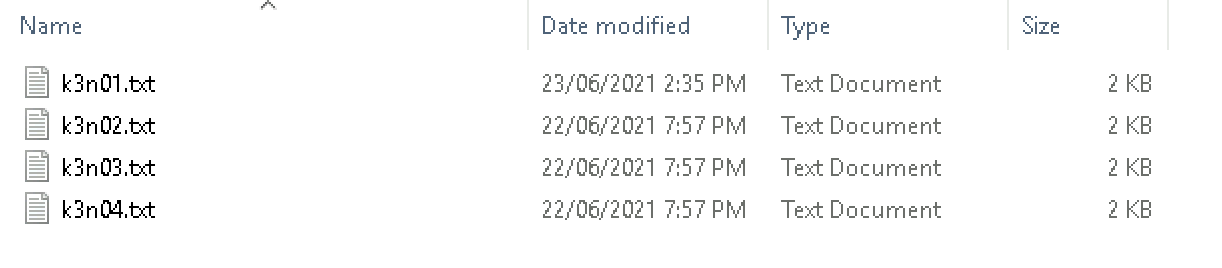 Name Date modified Type Size
k3n01.txt 23/06/2021 2:35 PM Text Document 2 KB
k3n02.txt 22/06/2021 7:57 PM Text Document 2 KB
k3n03.txt 22/06/2021 7:57 PM Text Document 2 KB
k3n04.txt 22/06/2021 7:57 PM Text Document 2 KB